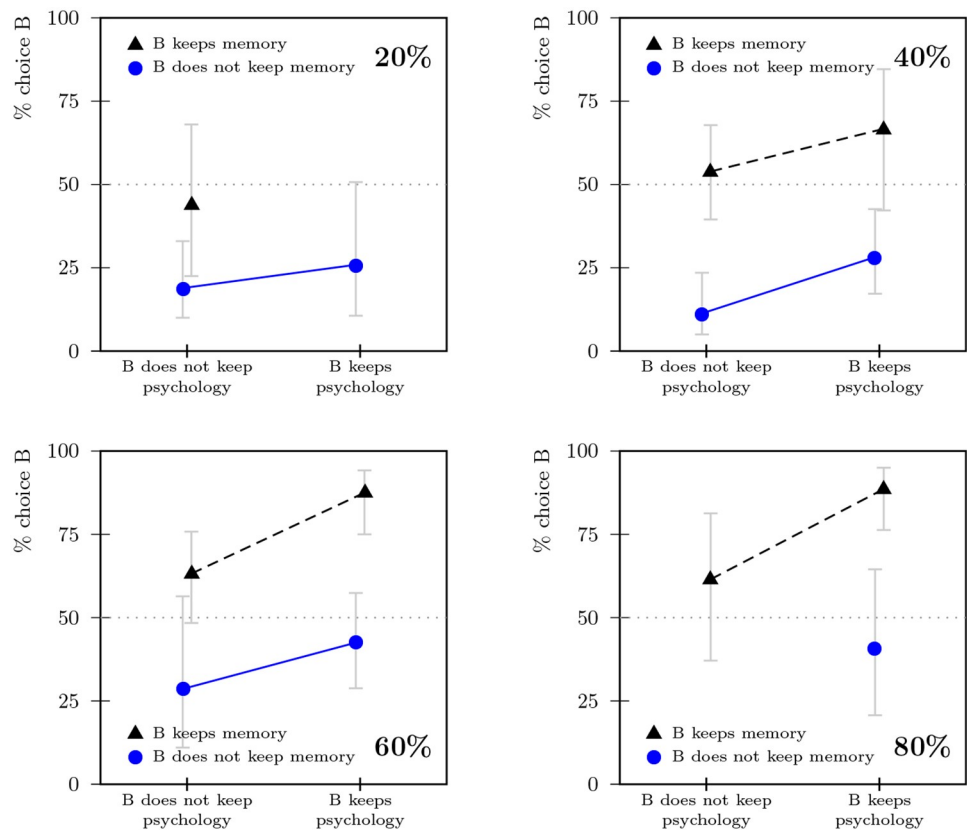 100
75
50
25
0
% choice B
B keeps memory
B does not keep memory
20%
B does not keep
psychology
B keeps
psychology
100
75
50
25
0
% choice B
B keeps memory
B does not keep memory
40%
B does not keep
psychology
B keeps
psychology
100
75
50
25
0
% choice B
B keeps memory
B does not keep memory
60%
B does not keep
psychology
B keeps
psychology
100
75
50
25
0
% choice B
B keeps memory
B does not keep memory
80%
B does not keep
psychology
B keeps
psychology